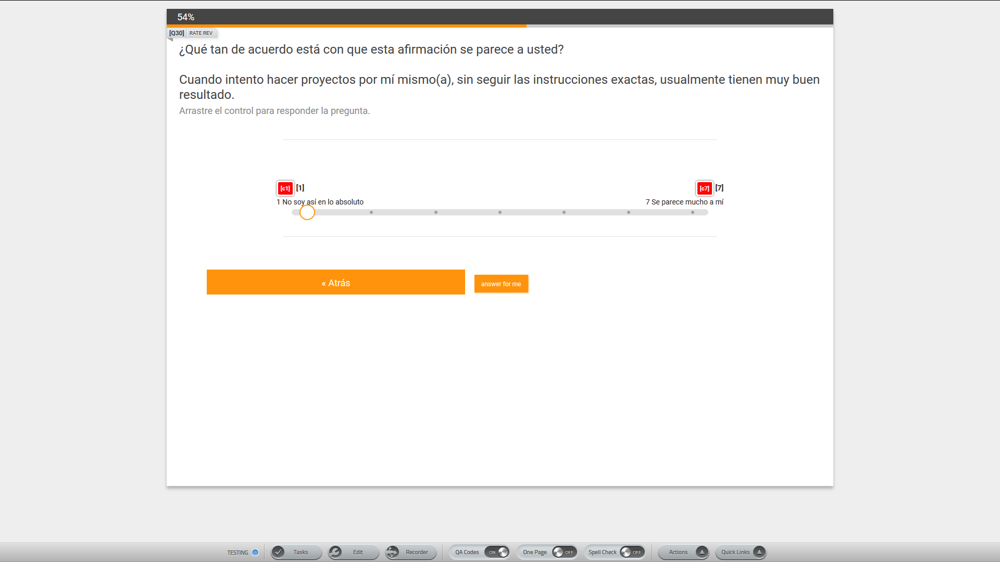 54%
[Q30] RATE REV
¿Qué tan de acuerdo está con que esta afirmación se parece a usted?
Cuando intento hacer proyectos por mí mismo(a), sin seguir las instrucciones exactas, usualmente tienen muy buen
resultado.
Arrastre el control para responder la pregunta.
[c1] [1]
[c7] [7]
1 No soy así en lo absoluto
7 Se parece mucho a mí
« Atrás
answer for me
TESTING
Tasks
Edit
Recorder
QA Codes ON
One Page OFF
Spell Check OFF
Actions
Quick Links